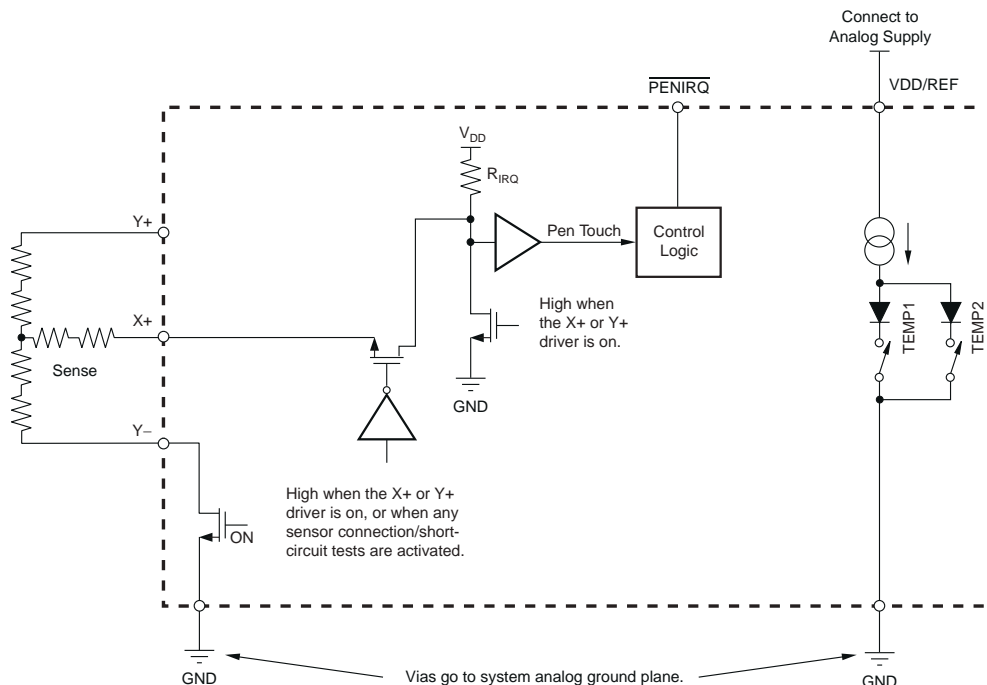 Connect to
Analog Supply
PENIRQ
VDD/REF
VDD
RIRQ
Y+
Pen Touch
Control
Logic
High when
the X+ or Y+
driver is on.
TEMP1
TEMP2
X+
Sense
GND
Y–
High when the X+ or Y+
driver is on, or when any
sensor connection/short-
circuit tests are activated.
ON
GND
Vias go to system analog ground plane.
GND